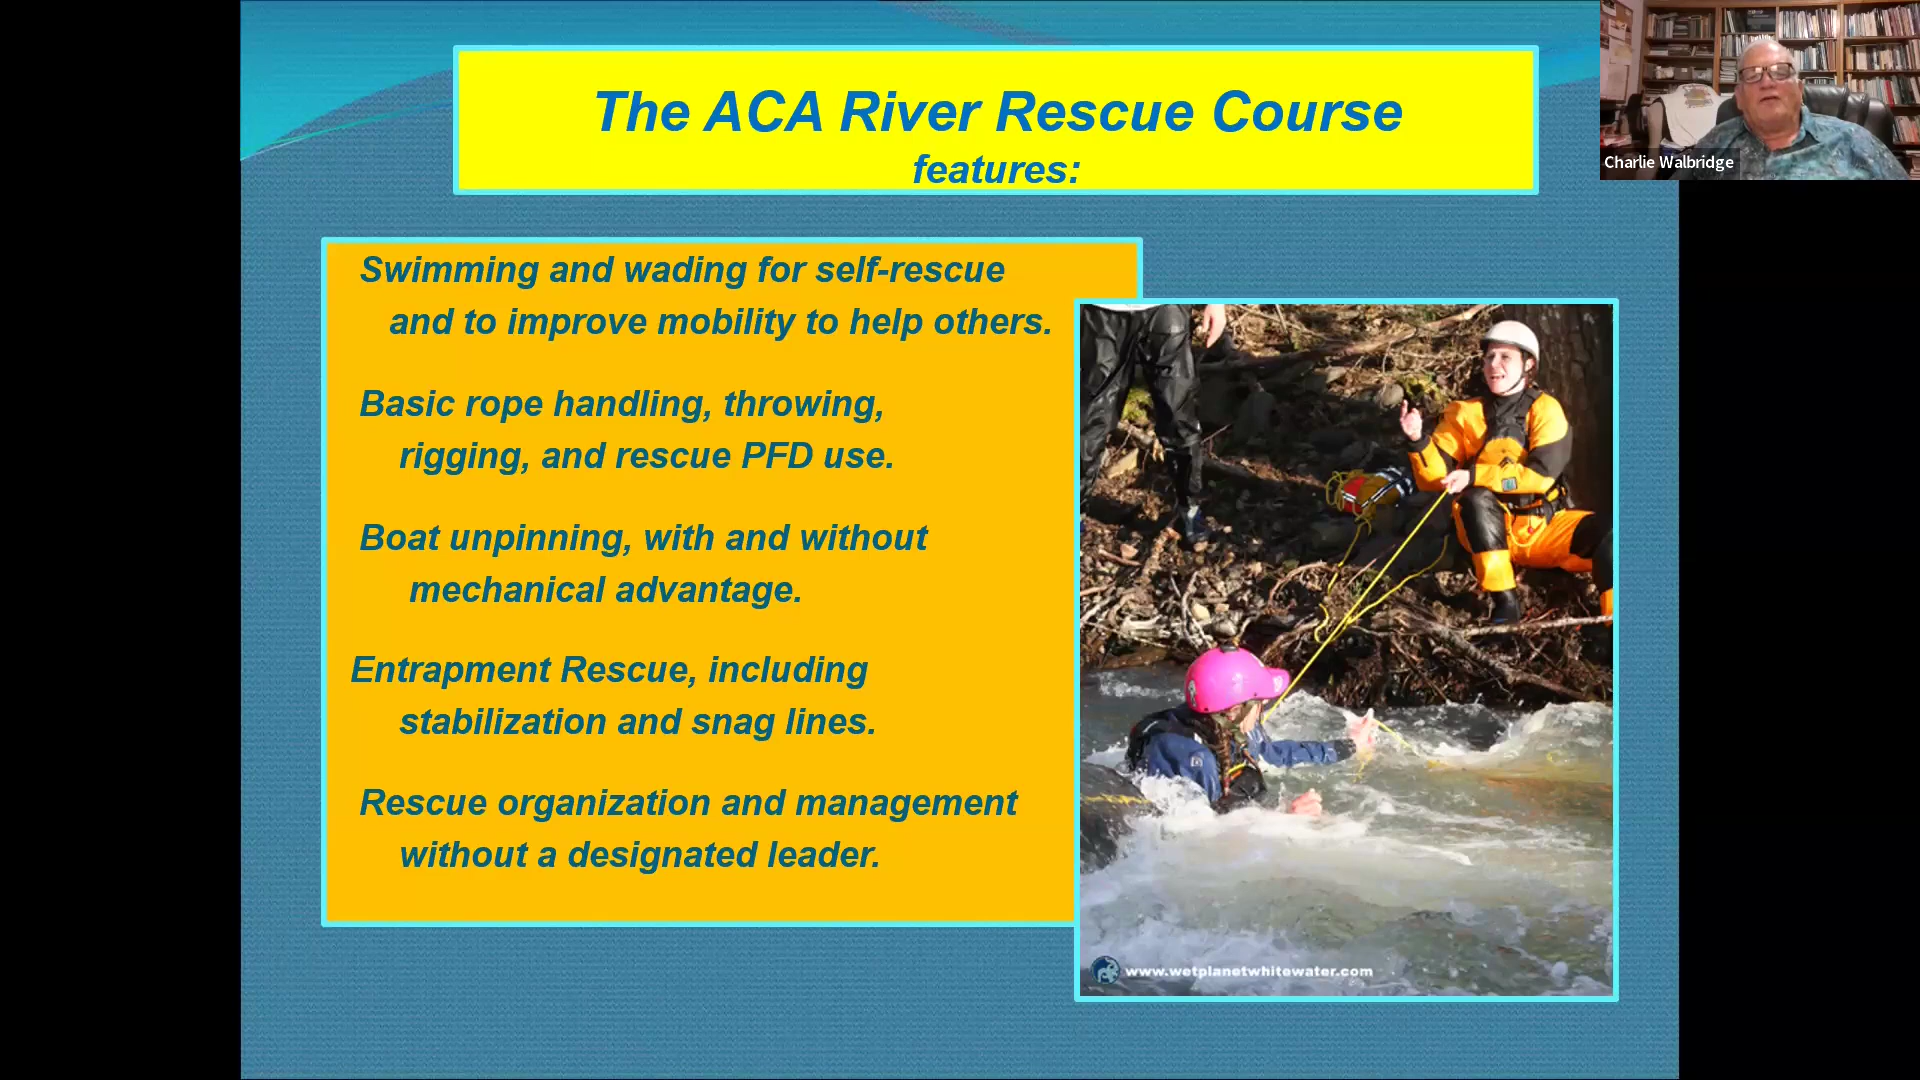 The ACA River Rescue Course
features:
Charlie Walbridge
Swimming and wading for self-rescue
and to improve mobility to help others.
Basic rope handling, throwing,
rigging, and rescue PFD use.
Boat unpinning, with and without
mechanical advantage.
Entrapment Rescue, including
stabilization and snag lines.
Rescue organization and management
without a designated leader.
www.wetplanetwhitewater.com